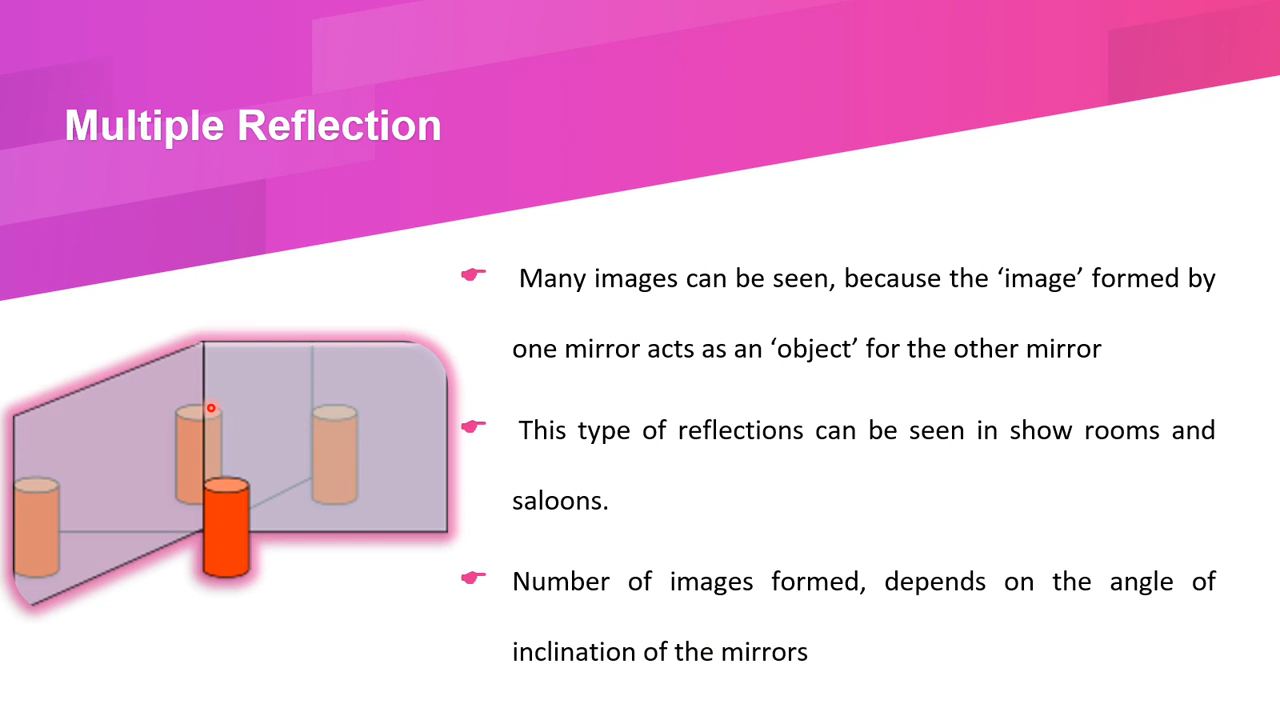 Multiple Reflection
Many images can be seen, because the ‘image’ formed by
one mirror acts as an ‘object’ for the other mirror
This type of reflections can be seen in show rooms and
saloons.
Number of images formed, depends on the angle of
inclination of the mirrors